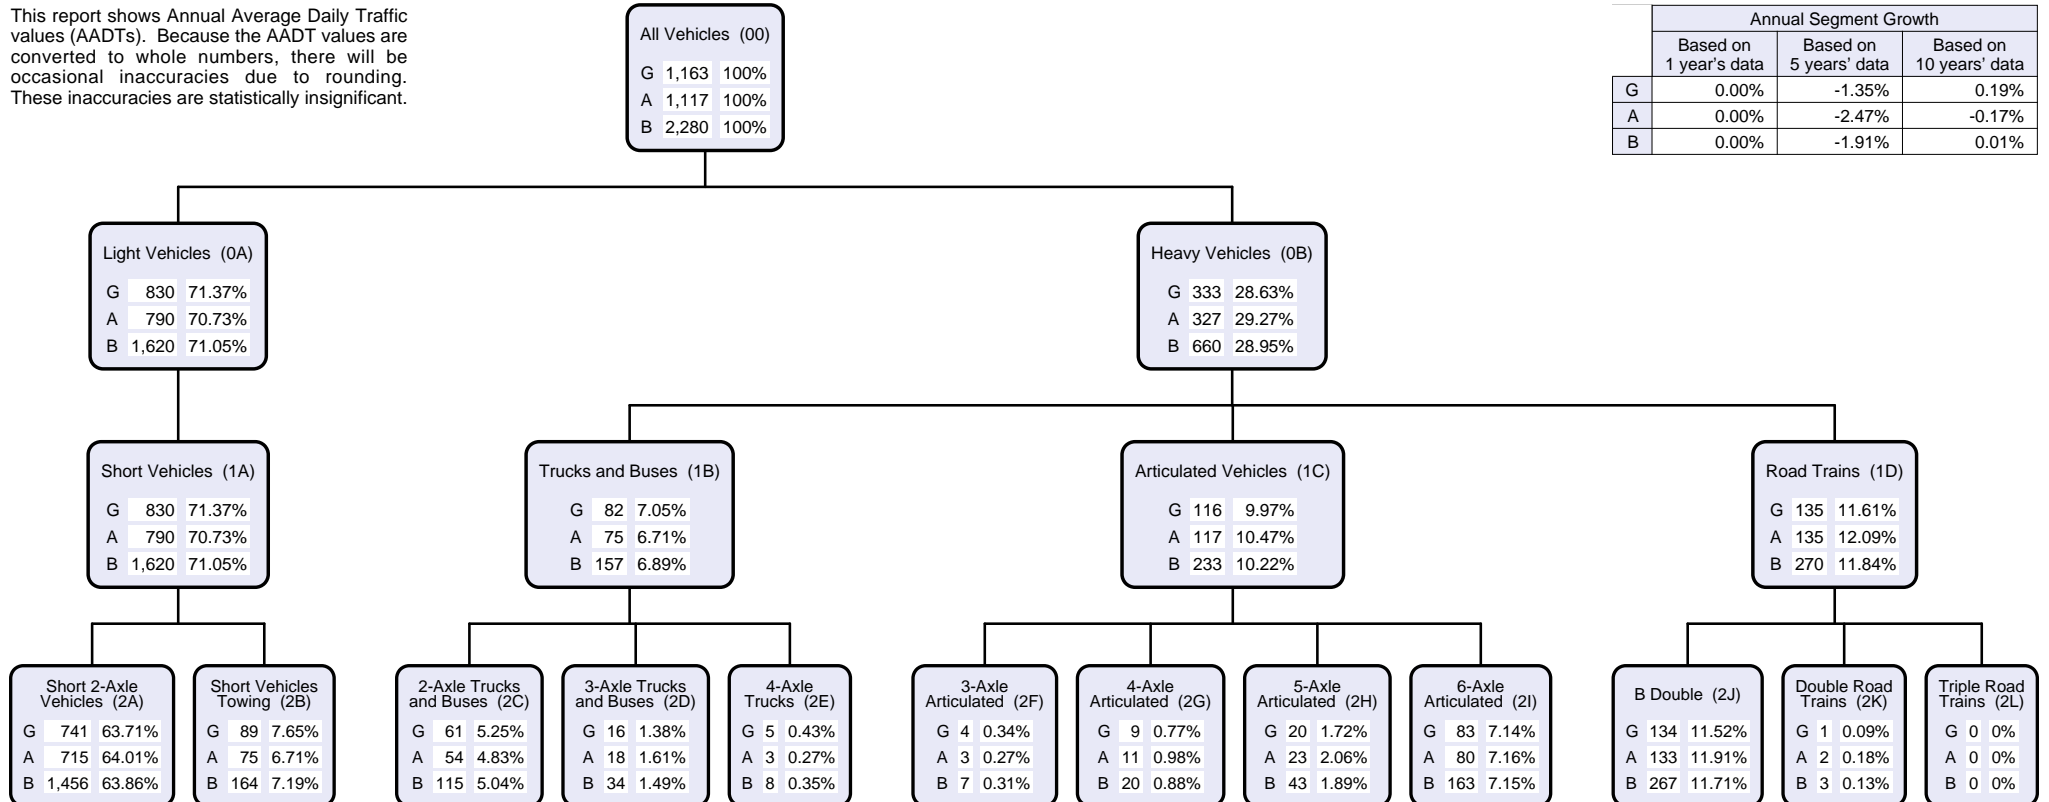 This report shows Annual Average Daily Traffic
values (AADTs). Because the AADT values are
converted to whole numbers, there will be
occasional inaccuracies due to rounding.
These inaccuracies are statistically insignificant.
All Vehicles (00)
G 1,163 100%
A 1,117 100%
B 2,280 100%
Annual Segment Growth
Based on 1 year's data Based on 5 years' data Based on 10 years' data
G 0.00% -1.35% 0.19%
A 0.00% -2.47% -0.17%
B 0.00% -1.91% 0.01%
Light Vehicles (0A)
G 830 71.37%
A 790 70.73%
B 1,620 71.05%
Heavy Vehicles (0B)
G 333 28.63%
A 327 29.27%
B 660 28.95%
Short Vehicles (1A)
G 830 71.37%
A 790 70.73%
B 1,620 71.05%
Trucks and Buses (1B)
G 82 7.05%
A 75 6.71%
B 157 6.89%
Articulated Vehicles (1C)
G 116 9.97%
A 117 10.47%
B 233 10.22%
Road Trains (1D)
G 135 11.61%
A 135 12.09%
B 270 11.84%
Short 2-Axle
Vehicles (2A)
G 741 63.71%
A 715 64.01%
B 1,456 63.86%
Short Vehicles
Towing (2B)
G 89 7.65%
A 75 6.71%
B 164 7.19%
2-Axle Trucks
and Buses (2C)
G 61 5.25%
A 54 4.83%
B 115 5.04%
3-Axle Trucks
and Buses (2D)
G 16 1.38%
A 18 1.61%
B 34 1.49%
4-Axle
Trucks (2E)
G 5 0.43%
A 3 0.27%
B 8 0.35%
3-Axle
Articulated (2F)
G 4 0.34%
A 3 0.27%
B 7 0.31%
4-Axle
Articulated (2G)
G 9 0.77%
A 11 0.98%
B 20 0.88%
5-Axle
Articulated (2H)
G 20 1.72%
A 23 2.06%
B 43 1.89%
6-Axle
Articulated (2I)
G 83 7.14%
A 80 7.16%
B 163 7.15%
B Double (2J)
G 134 11.52%
A 133 11.91%
B 267 11.71%
Double Road
Trains (2K)
G 1 0.09%
A 2 0.18%
B 3 0.13%
Triple Road
Trains (2L)
G 0 0%
A 0 0%
B 0 0%